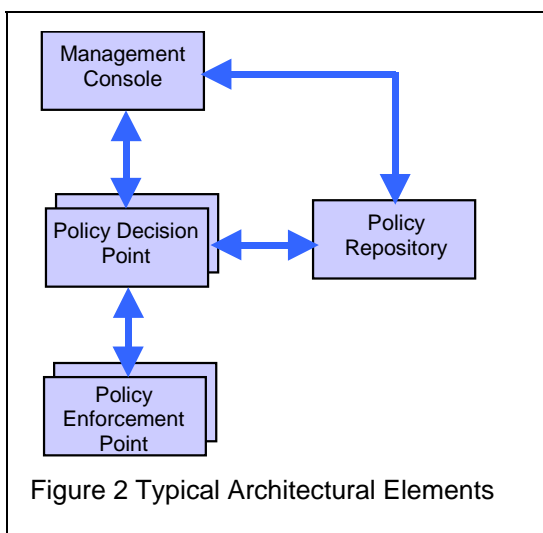 Management
Console
Policy Decision
Point
Policy
Repository
Policy
Enforcement
Point
Figure 2 Typical Architectural Elements